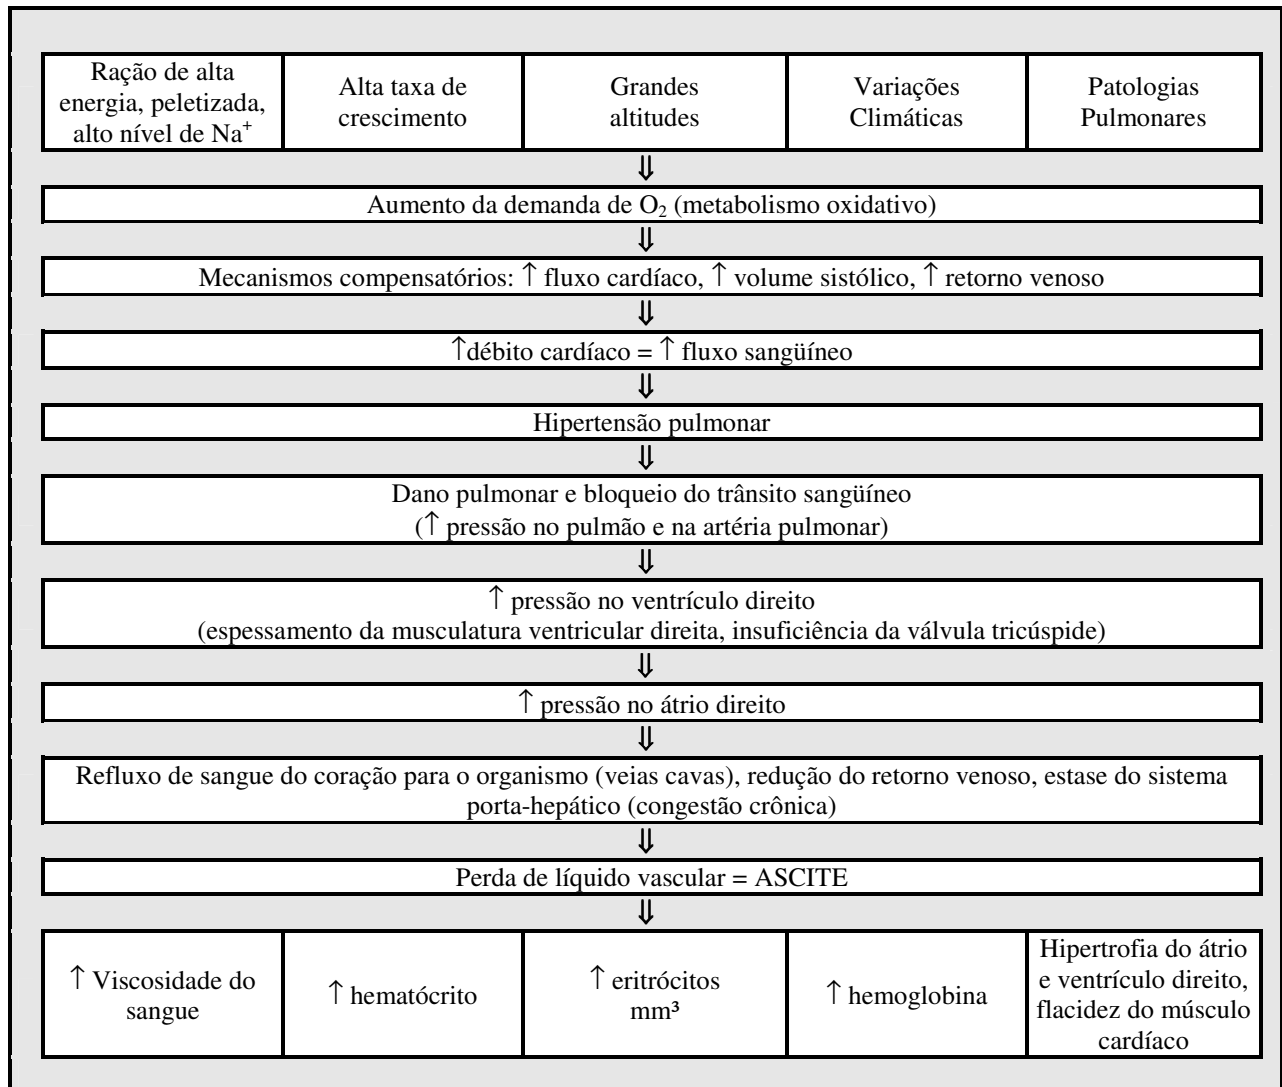 Ração de alta
energia, peletizada,
alto nível de Na⁺
Alta taxa de
crescimento
Grandes
altitudes
Variações
Climáticas
Patologias
Pulmonares
⇓
Aumento da demanda de O₂ (metabolismo oxidativo)
⇓
Mecanismos compensatórios: ↑ fluxo cardíaco, ↑ volume sistólico, ↑ retorno venoso
⇓
↑débito cardíaco = ↑ fluxo sangüíneo
⇓
Hipertensão pulmonar
⇓
Dano pulmonar e bloqueio do trânsito sangüíneo
(↑ pressão no pulmão e na artéria pulmonar)
⇓
↑ pressão no ventrículo direito
(espessamento da musculatura ventricular direita, insuficiência da válvula tricúspide)
⇓
↑ pressão no átrio direito
⇓
Refluxo de sangue do coração para o organismo (veias cavas), redução do retorno venoso, estase do sistema
porta-hepático (congestão crônica)
⇓
Perda de líquido vascular = ASCITE
⇓
↑ Viscosidade do
sangue
↑ hematócrito
↑ eritrócitos
mm³
↑ hemoglobina
Hipertrofia do átrio
e ventrículo direito,
flacidez do músculo
cardíaco